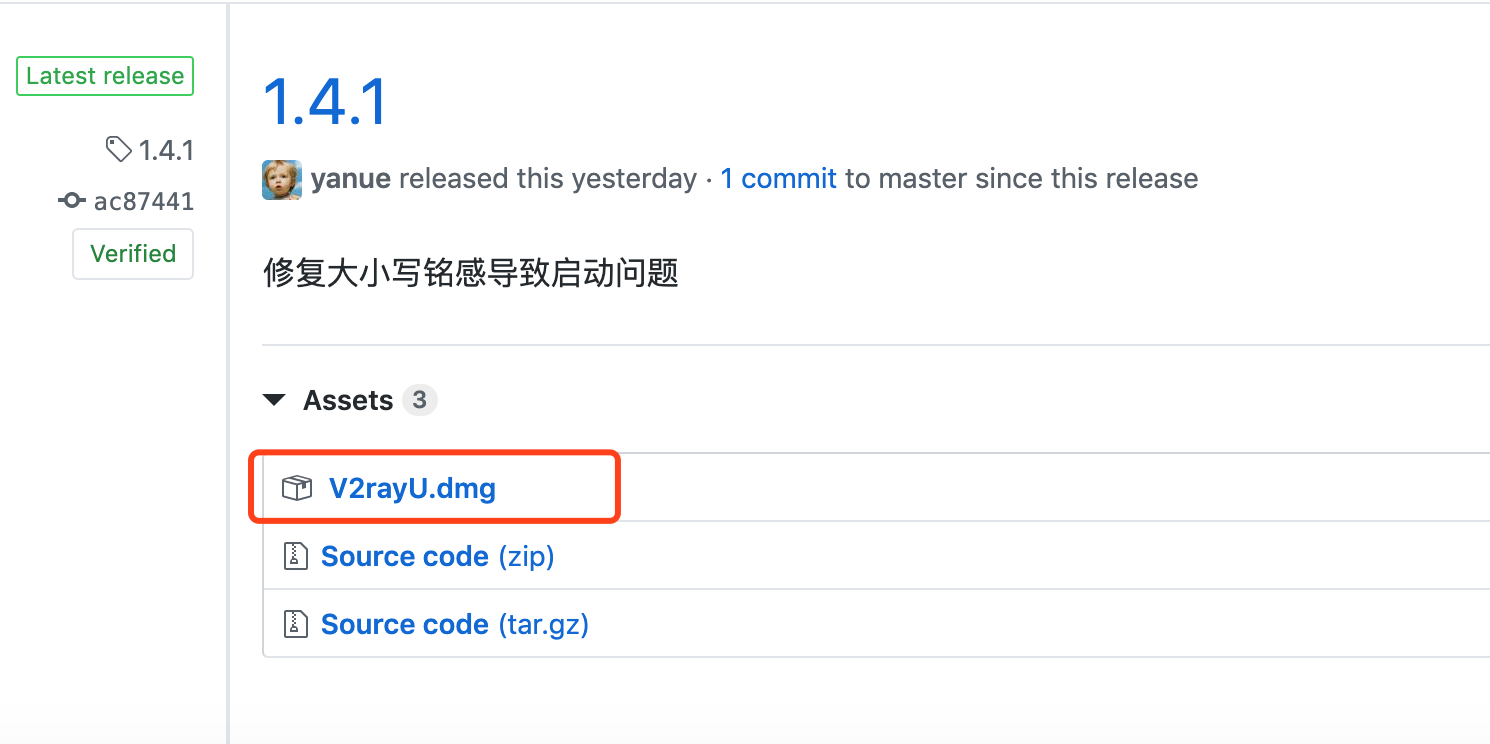 Latest release
1.4.1
ac87441
Verified
1.4.1
yanue released this yesterday · 1 commit to master since this release
修复大小写铭感导致启动问题
Assets 3
V2rayU.dmg
Source code (zip)
Source code (tar.gz)